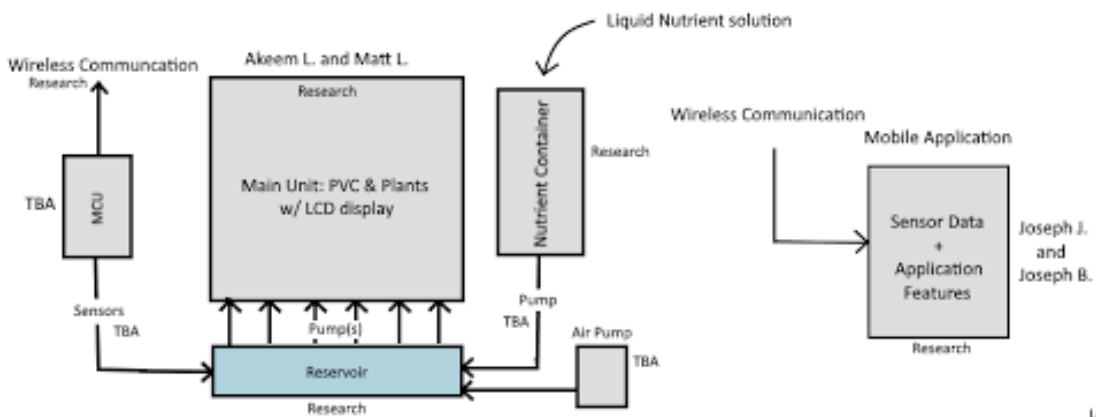 Liquid Nutrient solution
Wireless Communcation
Research
Akeem L. and Matt L.
Research
Main Unit: PVC & Plants
w/ LCD display
Nutrient Container
Research
MCU
TBA
Sensors
TBA
Pump(s)
Pump
TBA
Reservoir
Research
Air Pump
TBA
Wireless Communication
Mobile Application
Sensor Data
+
Application
Features
Joseph J.
and
Joseph B.
Research